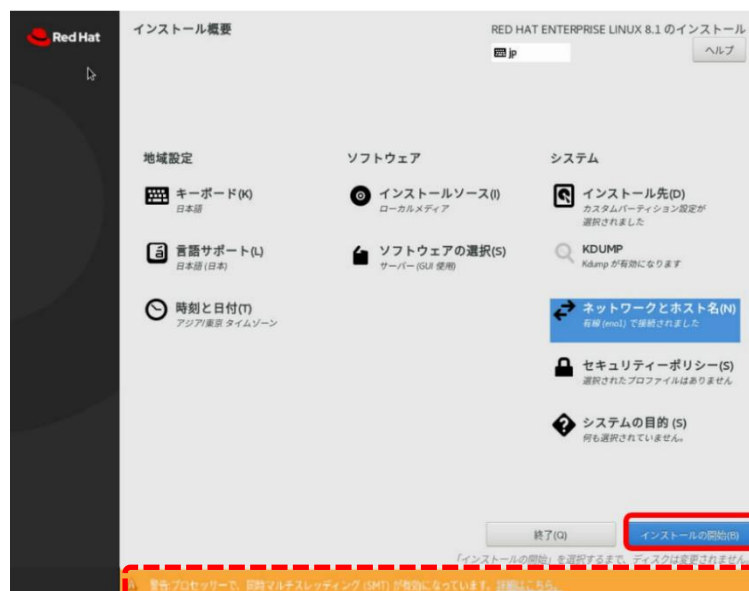 Red Hat
インストール概要
RED HAT ENTERPRISE LINUX 8.1 のインストール
jp
ヘルプ
地域設定
キーボード(K)
日本語
言語サポート(L)
日本語 (日本)
時刻と日付(T)
アジア/東京 タイムゾーン
ソフトウェア
インストールソース(I)
ローカルメディア
ソフトウェアの選択(S)
サーバー (GUI 使用)
システム
インストール先(D)
カスタムパーティション設定が
選択されました
KDUMP
Kdump が有効になります
ネットワークとホスト名(N)
有線 (eno1) で接続されました
セキュリティーポリシー(S)
選択されたプロファイルはありません
システムの目的 (S)
何も選択されていません。
終了(Q)
インストールの開始(B)
「インストールの開始」を選択するまで、ディスクは変更されません。
警告:プロセッサーで、同時マルチスレッディング (SMT) が有効になっています。詳細はこちら。